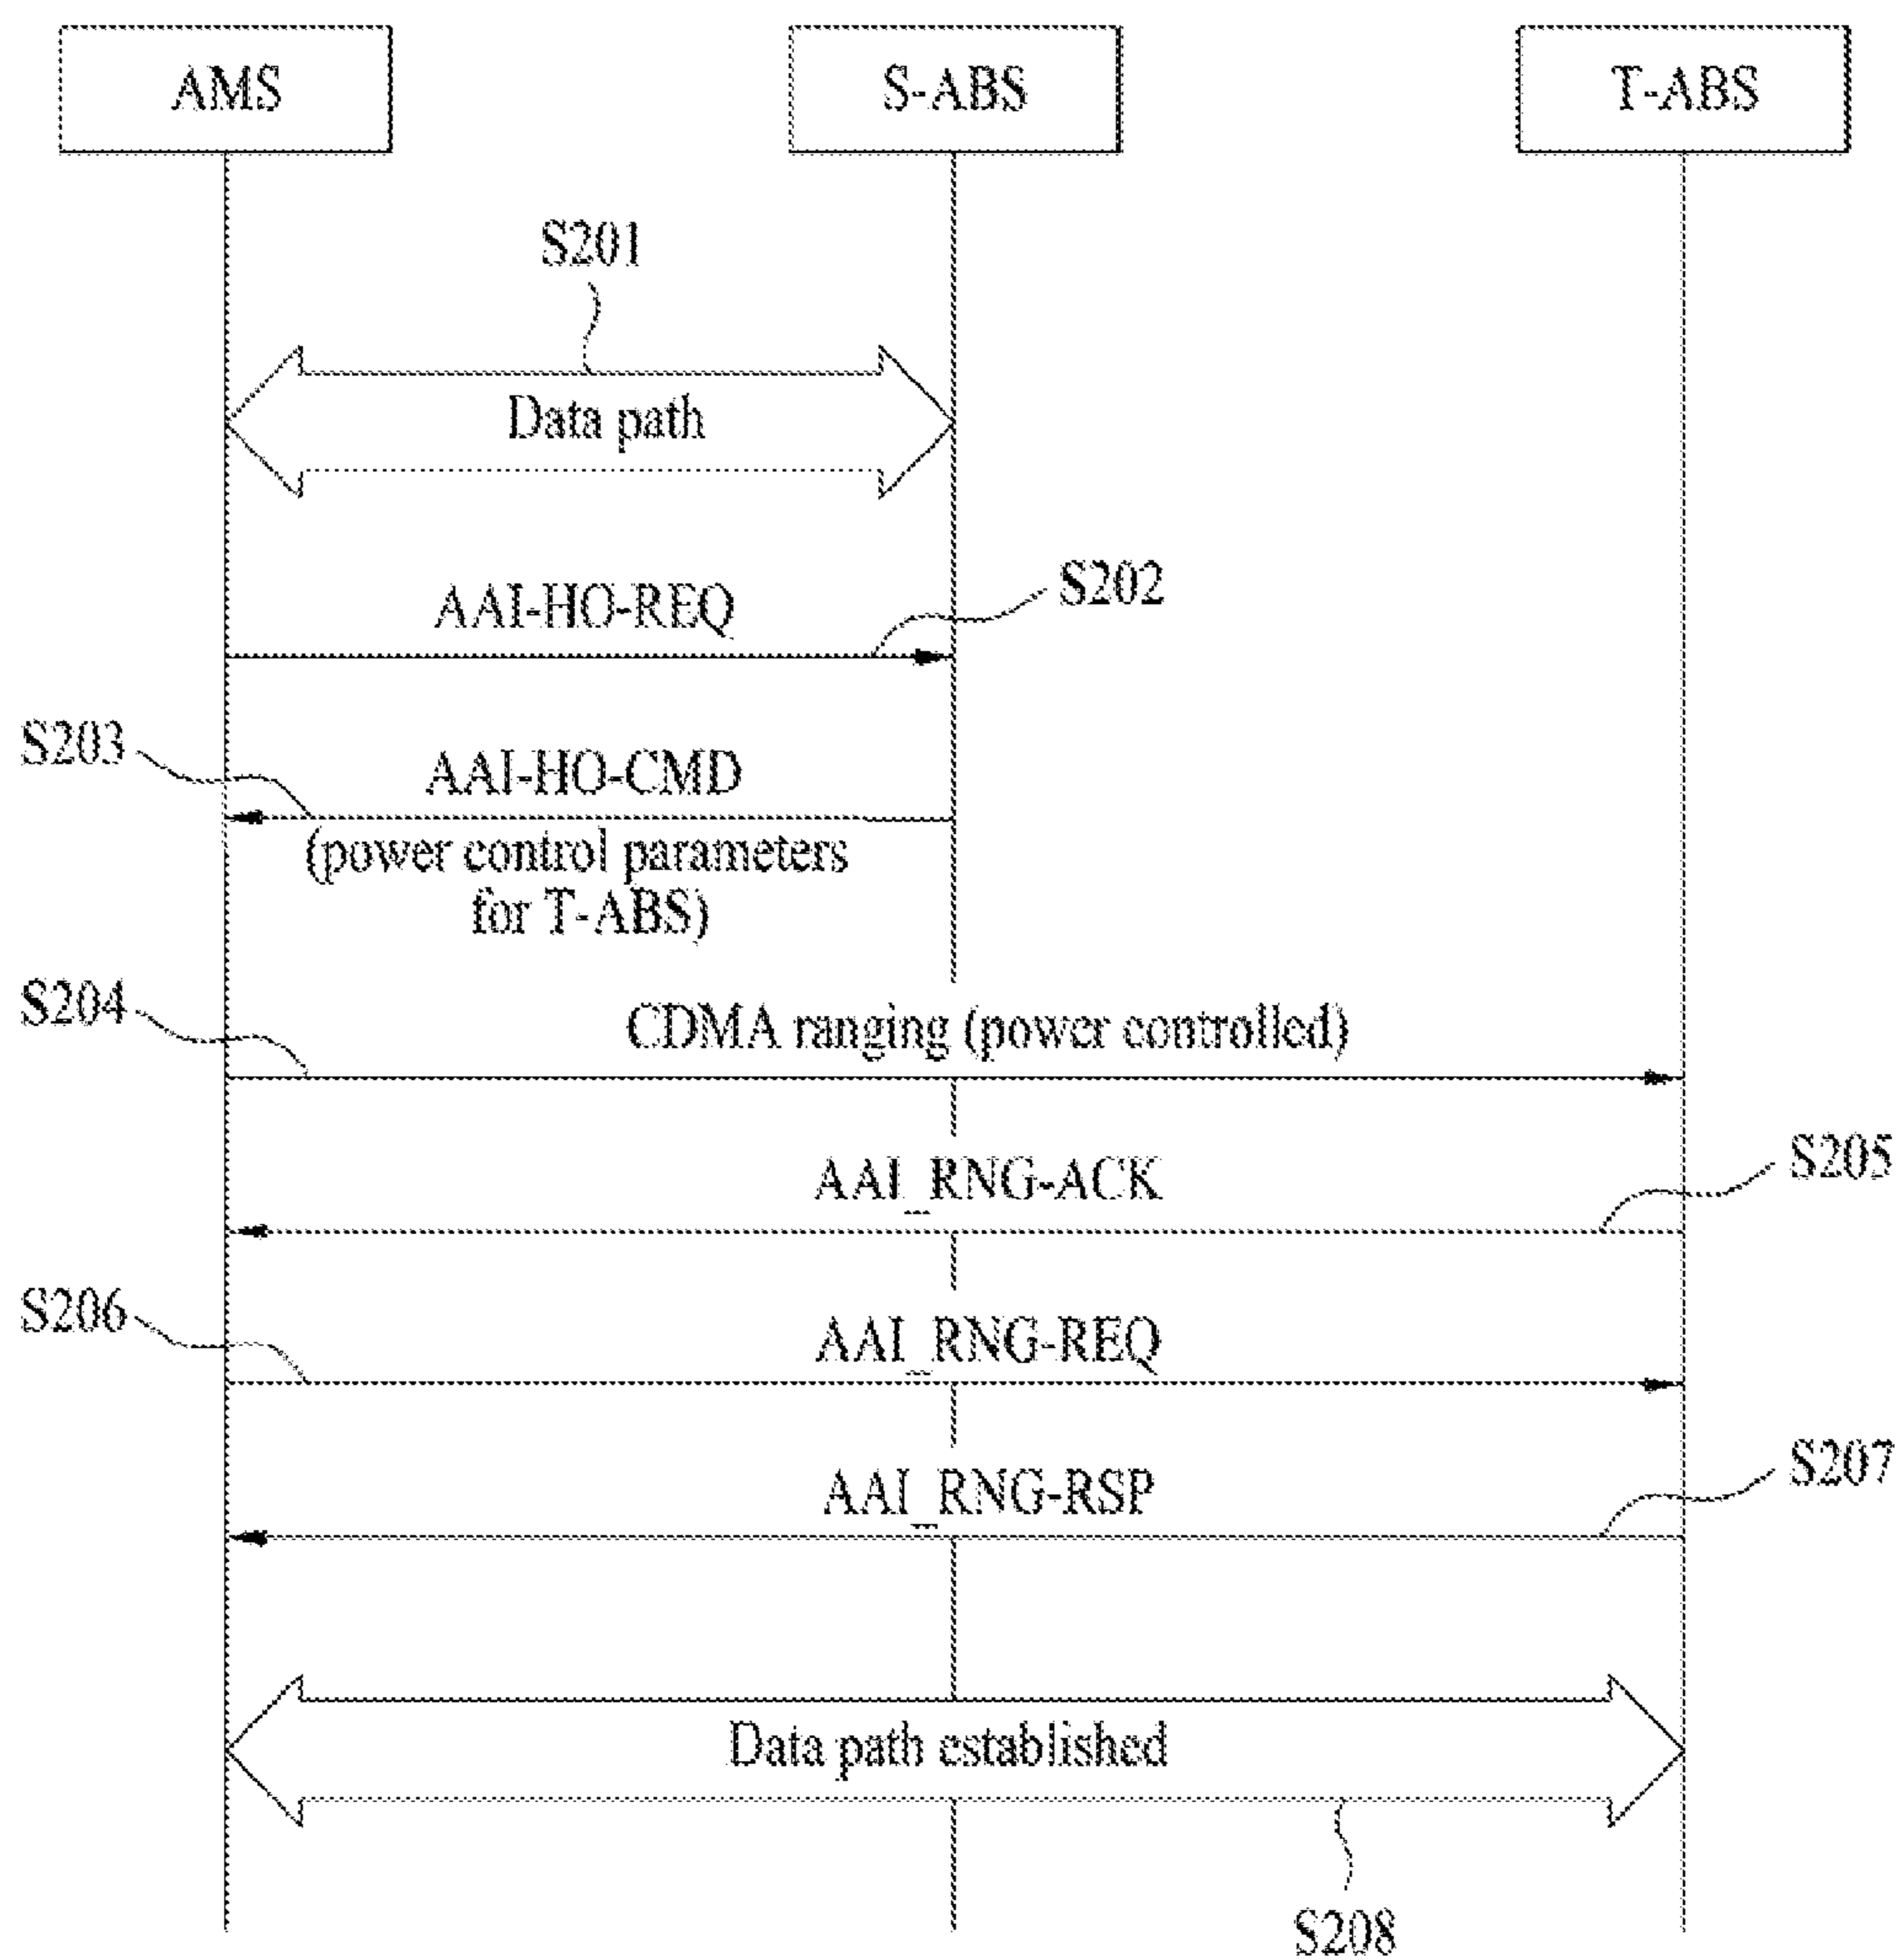 AMS
S-ABS
T-ABS
S201
Data path
AAI-HO-REQ
S202
S203
AAI-HO-CMD
(power control parameters
for T-ABS)
S204
CDMA ranging (power controlled)
AAI_RNG-ACK
S205
S206
AAI_RNG-REQ
AAI_RNG-RSP
S207
Data path established
S208